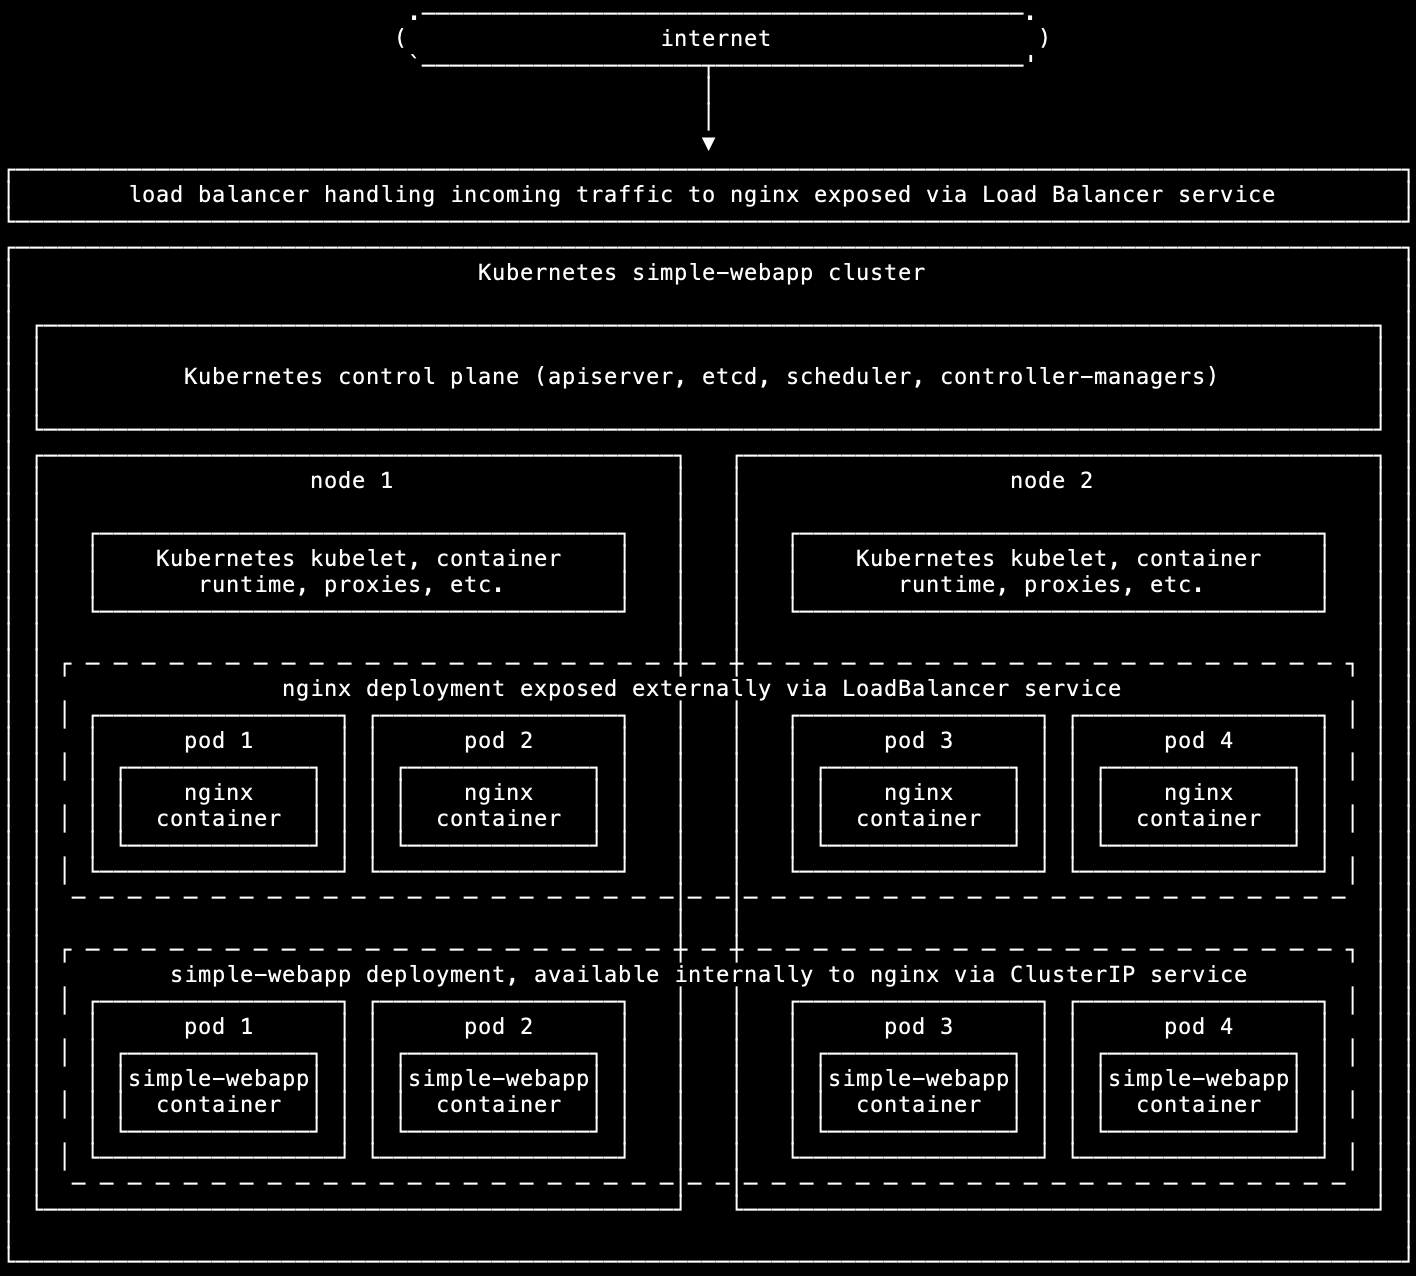 internet
load balancer handling incoming traffic to nginx exposed via Load Balancer service
Kubernetes simple-webapp cluster
Kubernetes control plane (apiserver, etcd, scheduler, controller-managers)
node 1
node 2
Kubernetes kubelet, container
runtime, proxies, etc.
Kubernetes kubelet, container
runtime, proxies, etc.
nginx deployment exposed externally via LoadBalancer service
pod 1
nginx
container
pod 2
nginx
container
pod 3
nginx
container
pod 4
nginx
container
simple-webapp deployment, available internally to nginx via ClusterIP service
pod 1
simple-webapp
container
pod 2
simple-webapp
container
pod 3
simple-webapp
container
pod 4
simple-webapp
container